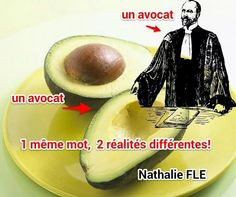 un avocat
un avocat
1 même mot,  2 réalités différentes!
Nathalie FLE